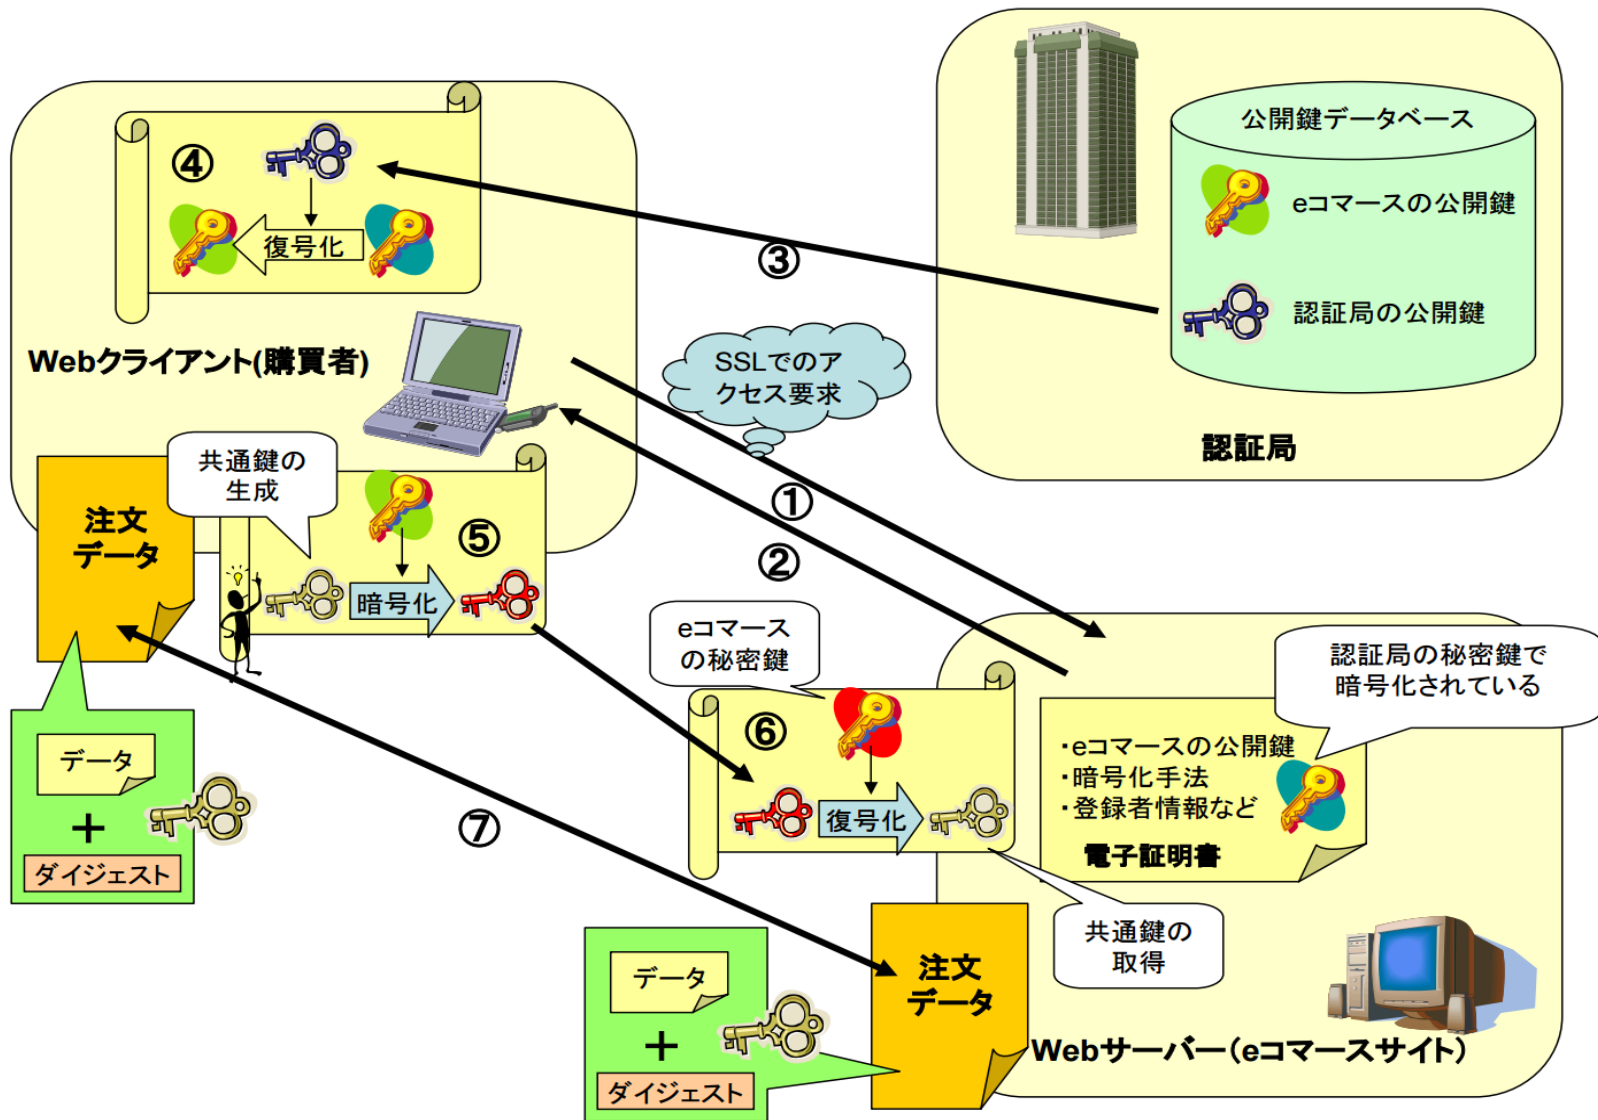 公開鍵データベース
eコマースの公開鍵
認証局の公開鍵
認証局
④
復号化
③
Webクライアント(購買者)
SSLでのア
クセス要求
①
②
共通鍵の
生成
注文
データ
⑤
暗号化
データ
+
ダイジェスト
⑦
eコマース
の秘密鍵
⑥
復号化
認証局の秘密鍵で
暗号化されている
・eコマースの公開鍵
・暗号化手法
・登録者情報など
電子証明書
共通鍵の
取得
データ
+
ダイジェスト
注文
データ
Webサーバー(eコマースサイト)